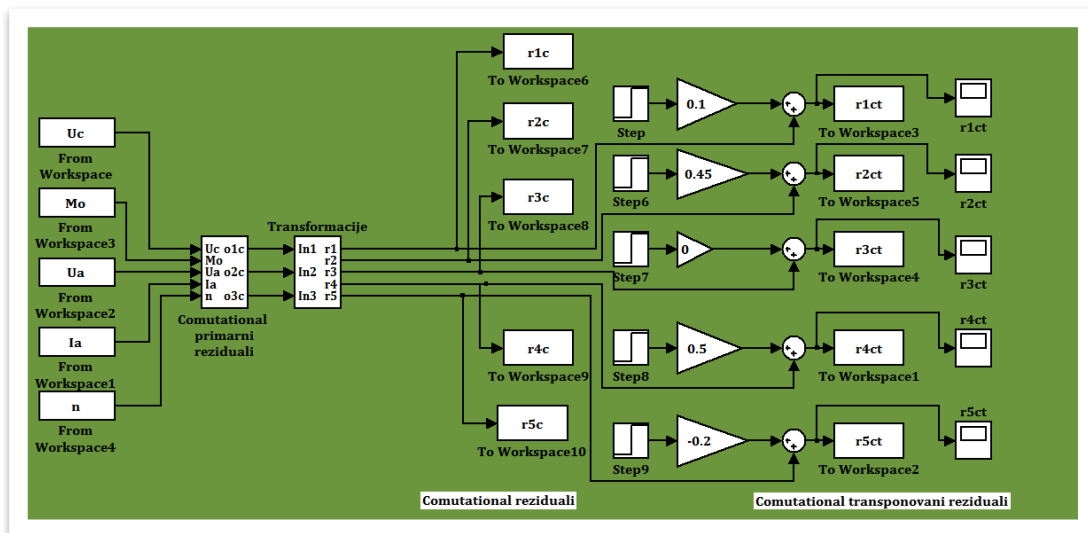 r1c
To Workspace6
r2c
To Workspace7
r3c
To Workspace8
Uc
From
Workspace
Mo
From
Workspace3
Ua
From
Workspace2
Ia
From
Workspace1
n
From
Workspace4
Uc o1c
Mo
Ua o2c
Ia
n o3c
Comutational
primarni
reziduali
Transformacije
In1 r1
r2
In2 r3
r4
In3 r5
r4c
To Workspace9
r5c
To Workspace10
Step
0.1
r1ct
To Workspace3
r1ct
Step6
0.45
r2ct
To Workspace5
r2ct
Step7
0
r3ct
To Workspace4
r3ct
Step8
0.5
r4ct
To Workspace1
r4ct
Step9
-0.2
r5ct
To Workspace2
r5ct
Comutational reziduali
Comutational transponovani reziduali